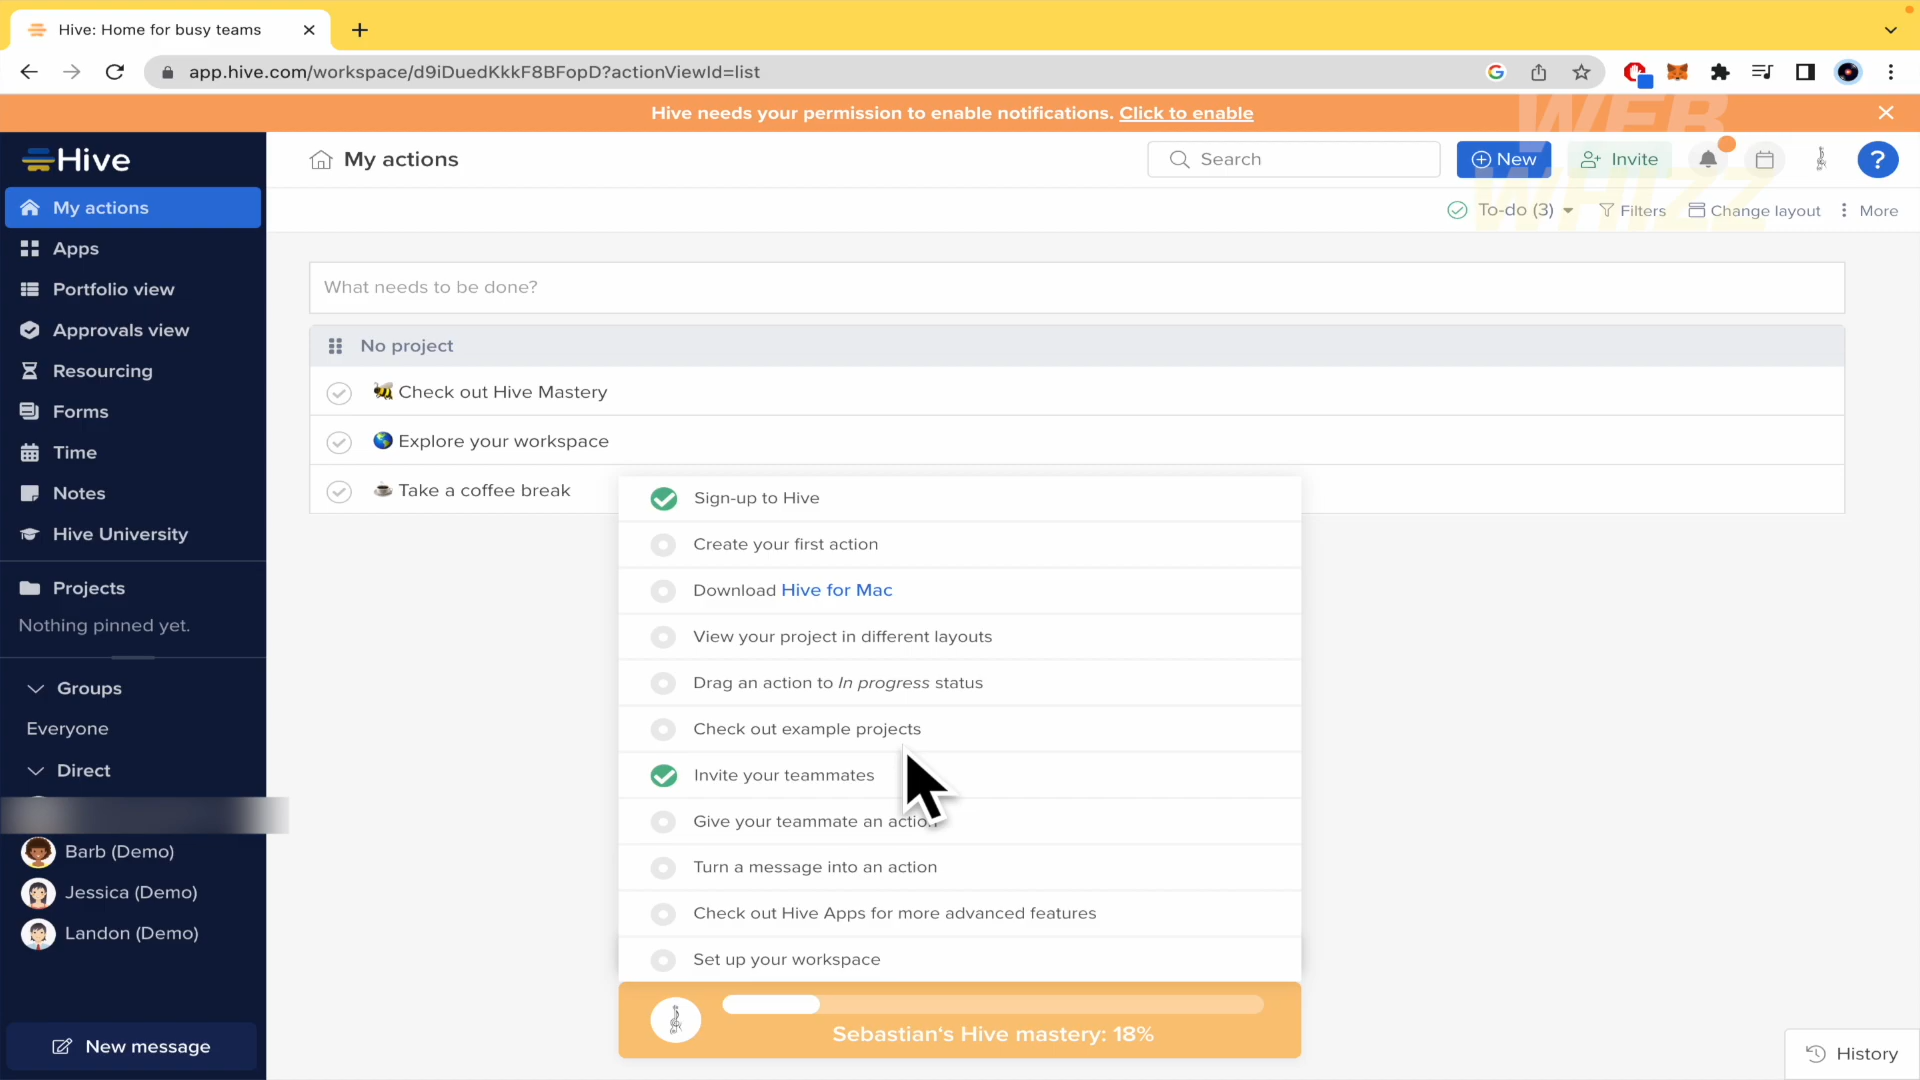 Hive: Home for busy teams
app.hive.com/workspace/d9iDuedKkkF8BFopD?actionViewId=list
Hive needs your permission to enable notifications. Click to enable
WEB
WHIZZ
Hive
My actions
Search
New
Invite
?
My actions
Apps
Portfolio view
Approvals view
Resourcing
Forms
Time
Notes
Hive University
Projects
Nothing pinned yet.
Groups
Everyone
Direct
Barb (Demo)
Jessica (Demo)
Landon (Demo)
New message
To-do (3)
Filters
Change layout
More
What needs to be done?
No project
Check out Hive Mastery
Explore your workspace
Take a coffee break
Sign-up to Hive
Create your first action
Download Hive for Mac
View your project in different layouts
Drag an action to In progress status
Check out example projects
Invite your teammates
Give your teammate an action
Turn a message into an action
Check out Hive Apps for more advanced features
Set up your workspace
Sebastian's Hive mastery: 18%
History